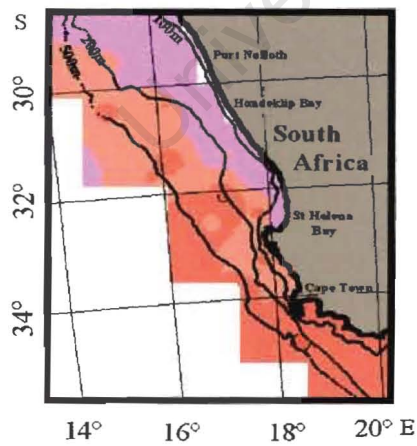 S
100m
200m
500m
Port Nolloth
30°
Hondeklip Bay
South
Africa
32°
St Helena
Bay
Cape Town
34°
14° 16° 18° 20° E